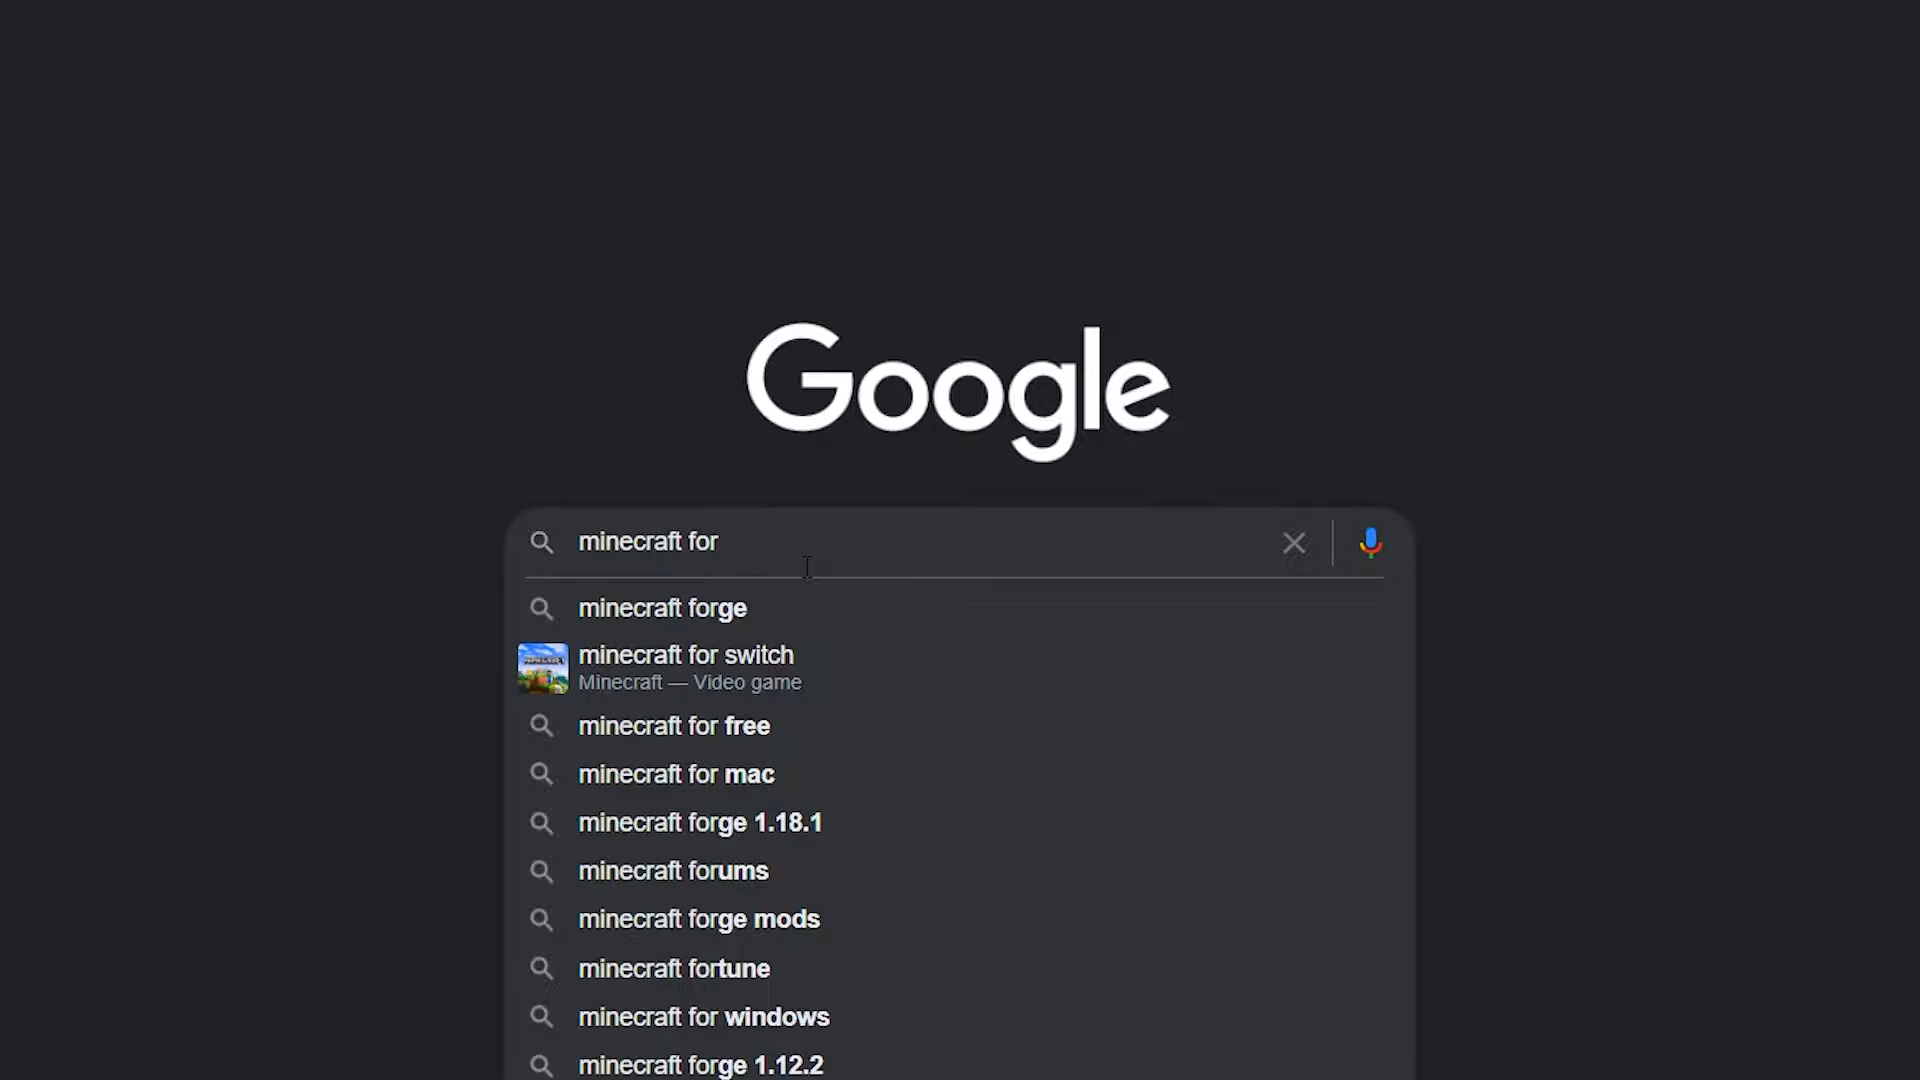 Google
minecraft for
minecraft forge
minecraft for switch
Minecraft — Video game
minecraft for free
minecraft for mac
minecraft forge 1.18.1
minecraft forums
minecraft forge mods
minecraft fortune
minecraft for windows
minecraft forge 1.12.2